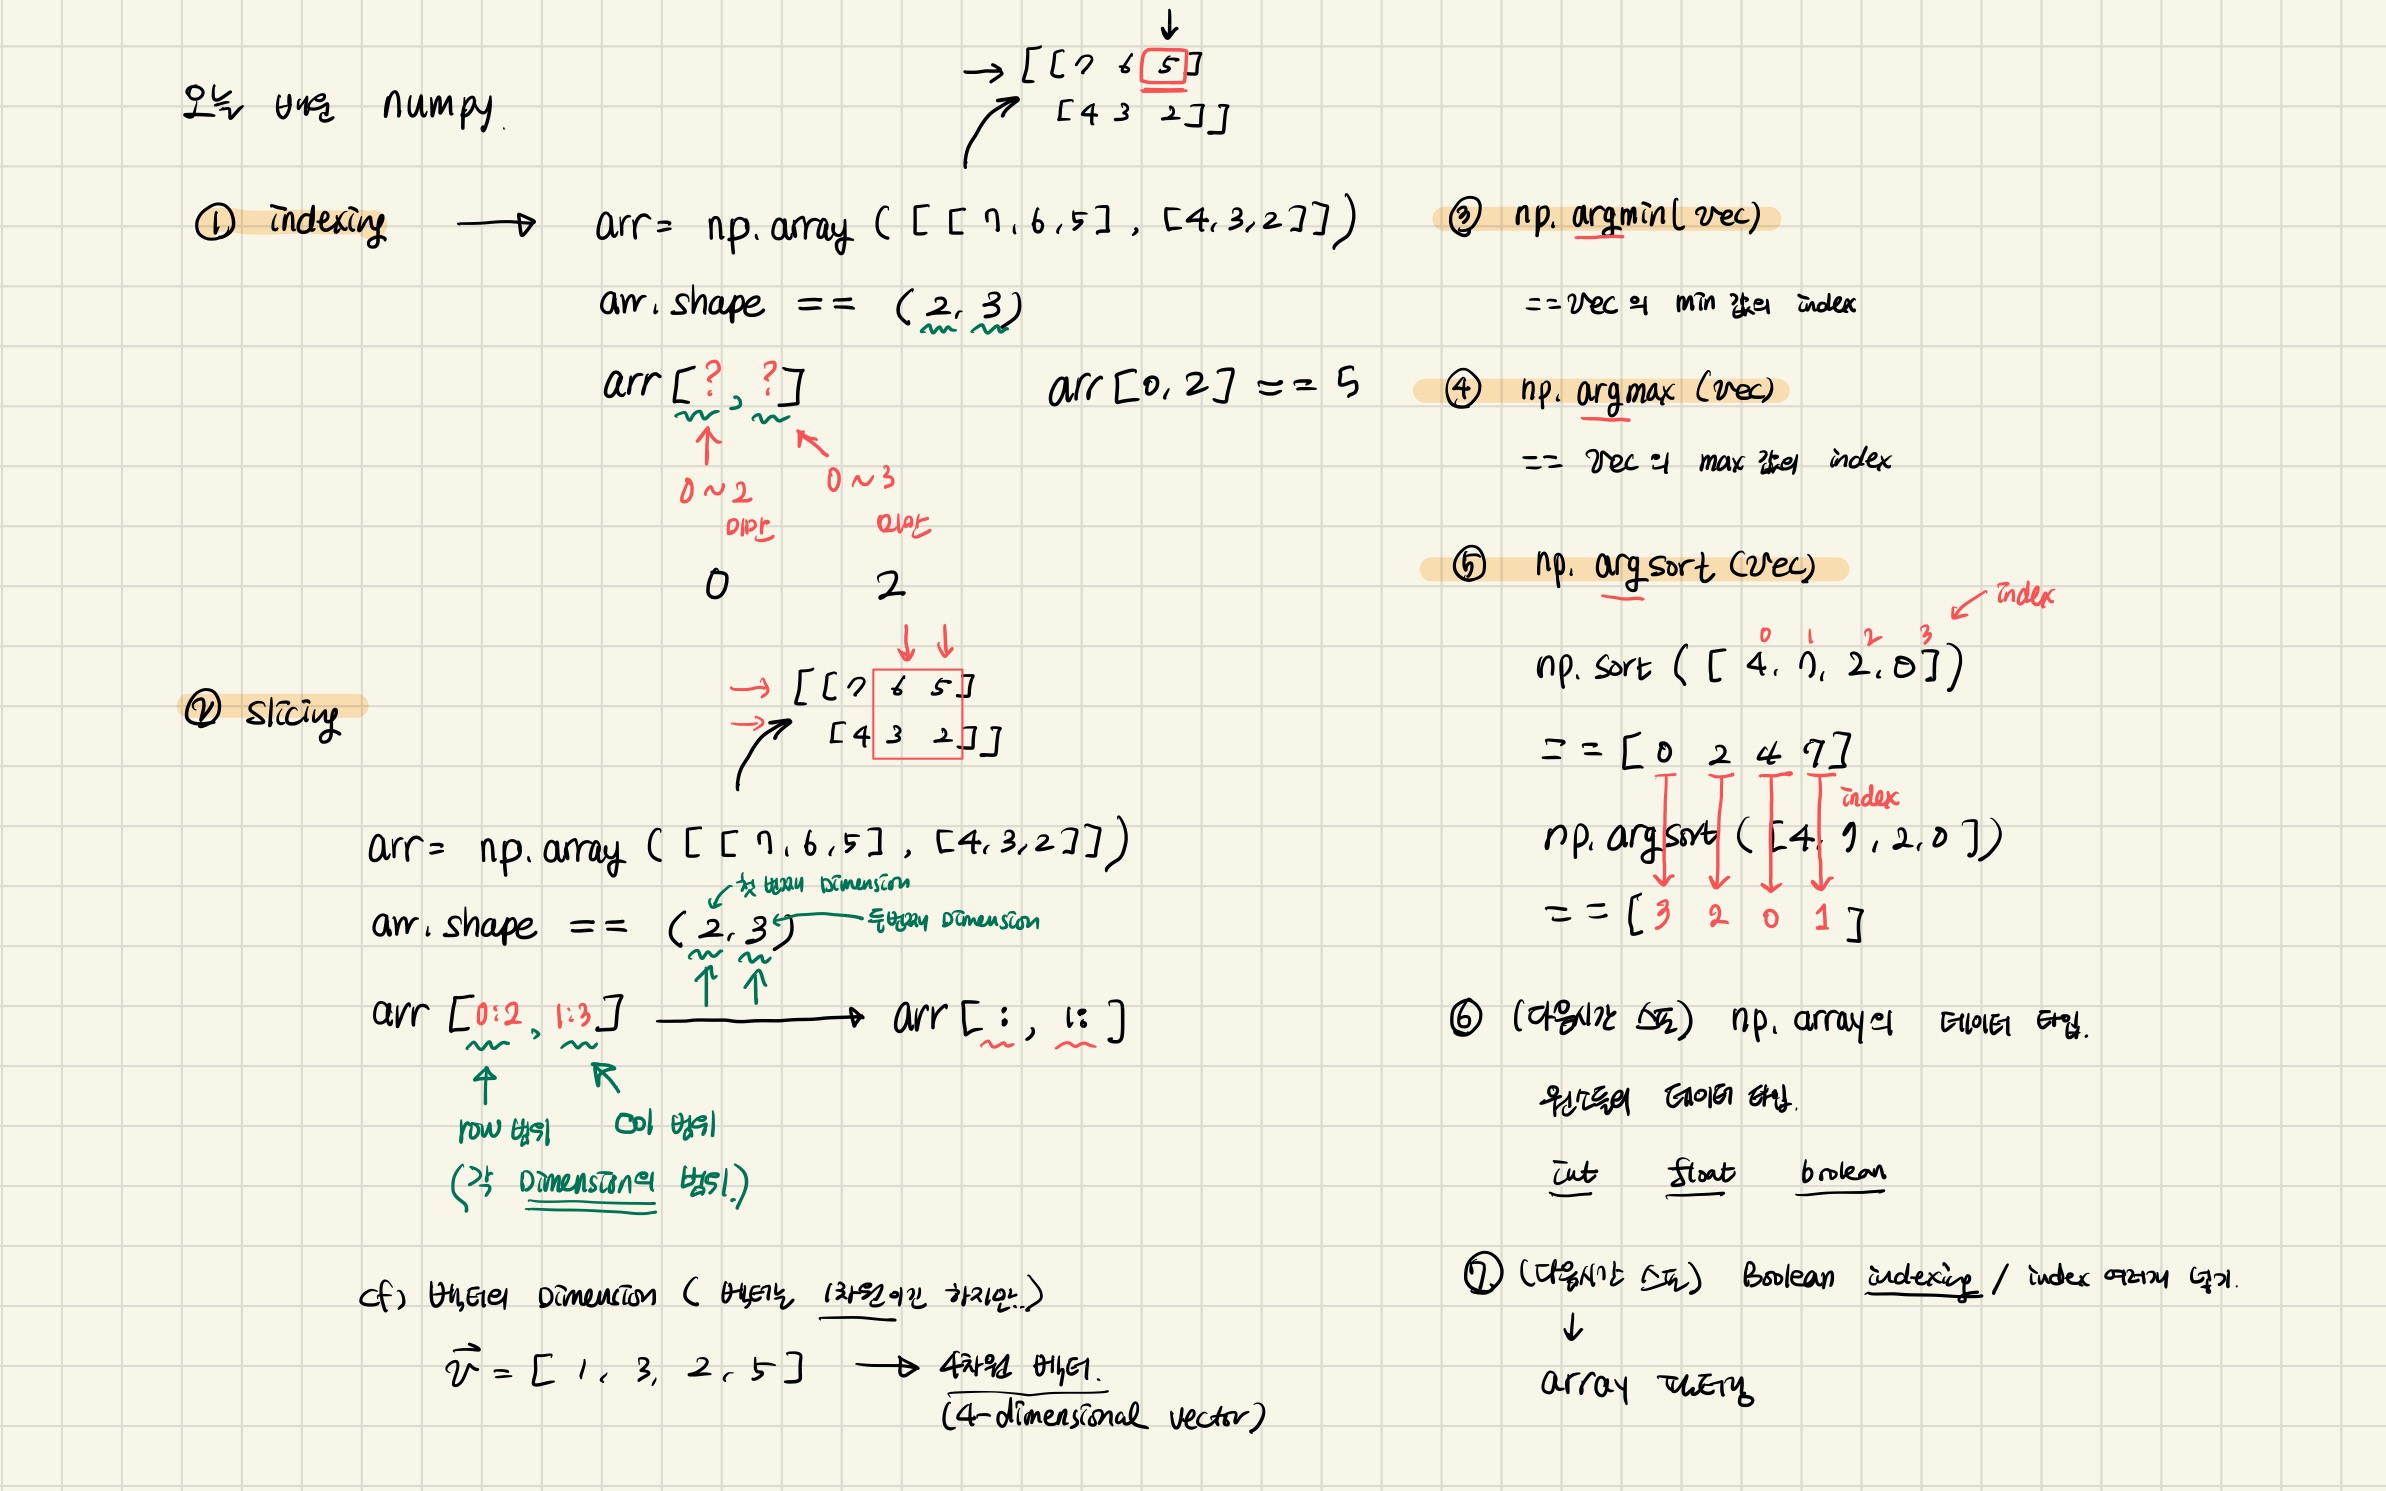 오늘 배운 numpy.
[[7 6 5]
[4 3 2]]
① indexing → arr = np.array ( [ [ 7, 6, 5 ] , [ 4, 3, 2 ] ] )
arr.shape == (2, 3)
arr [ ? , ? ] arr [0, 2] == 5
0 ~ 2 미만
0 ~ 3 미만
0 2
② slicing
[[7 6 5]
[4 3 2]]
arr = np.array ( [ [ 7, 6, 5 ] , [ 4, 3, 2 ] ] )
첫 번째 Dimension
arr.shape == (2, 3) ← 두번째 Dimension
arr [0:2, 1:3] → arr [ : , 1: ]
row 범위 col 범위
(각 Dimension의 범위.)
cf) 벡터의 Dimension ( 벡터는 1차원이긴 하지만..)
v = [ 1, 3, 2, 5 ] → 4차원 벡터.
(4-dimensional vector)
③ np.argmin(vec)
== vec의 min 값의 index
④ np.argmax (vec)
== vec의 max 값의 index
⑤ np.argsort (vec)
index
0 1 2 3
np.sort ( [ 4, 7, 2, 0 ] )
== [ 0 2 4 7 ]
index
np.argsort ( [ 4, 7, 2, 0 ] )
== [ 3 2 0 1 ]
⑥ (다음시간 스포) np.array의 데이터 타입.
원소들의 데이터 타입.
int float boolean
⑦ (다음시간 스포) Boolean indexing / index 여러개 넣기.
↓
array 필터링